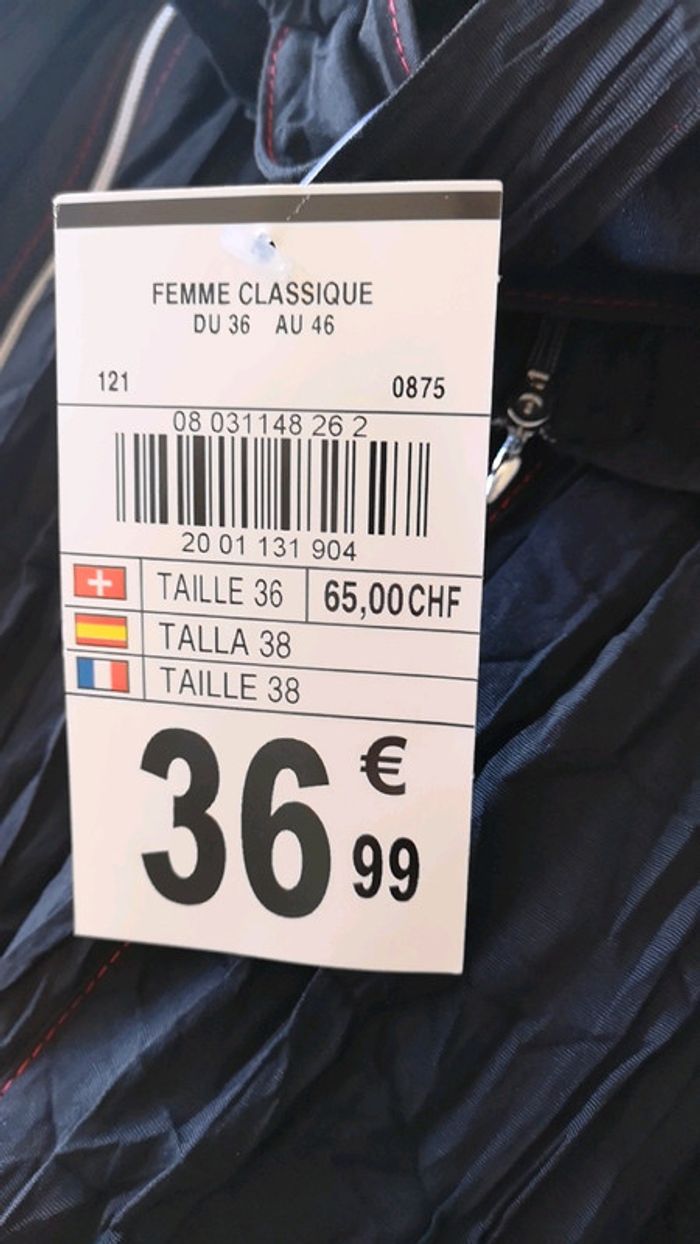 FEMME CLASSIQUE
DU 36 AU 46
121 0875
08 031148 26 2
20 01 131 904
TAILLE 36 65,00CHF
TALLA 38
TAILLE 38
36 € 99